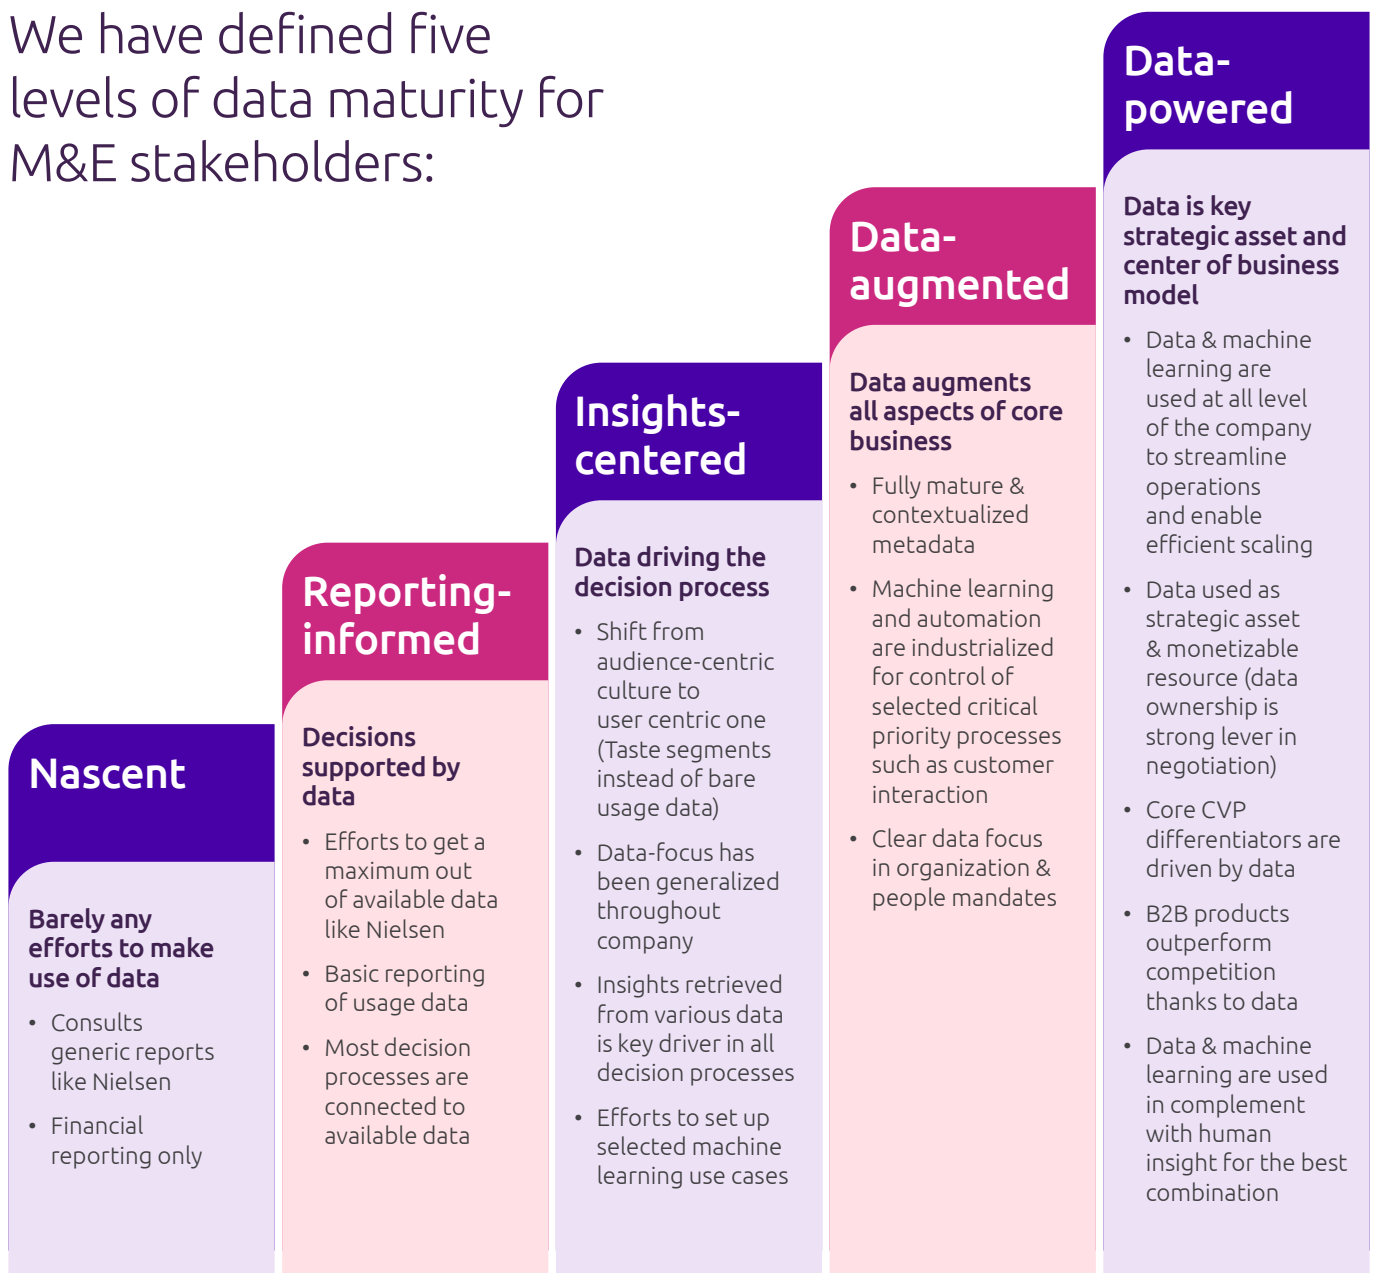 We have defined five
levels of data maturity for
M&E stakeholders:
Nascent
Barely any
efforts to make
use of data
• Consults
generic reports
like Nielsen
• Financial
reporting only
Reporting-
informed
Decisions
supported by
data
• Efforts to get a
maximum out
of available data
like Nielsen
• Basic reporting
of usage data
• Most decision
processes are
connected to
available data
Insights-
centered
Data driving the
decision process
• Shift from
audience-centric
culture to
user centric one
(Taste segments
instead of bare
usage data)
• Data-focus has
been generalized
throughout
company
• Insights retrieved
from various data
is key driver in all
decision processes
• Efforts to set up
selected machine
learning use cases
Data-
augmented
Data augments
all aspects of core
business
• Fully mature &
contextualized
metadata
• Machine learning
and automation
are industrialized
for control of
selected critical
priority processes
such as customer
interaction
• Clear data focus
in organization &
people mandates
Data-
powered
Data is key
strategic asset and
center of business
model
• Data & machine
learning are
used at all level
of the company
to streamline
operations
and enable
efficient scaling
• Data used as
strategic asset
& monetizable
resource (data
ownership is
strong lever in
negotiation)
• Core CVP
differentiators are
driven by data
• B2B products
outperform
competition
thanks to data
• Data & machine
learning are used
in complement
with human
insight for the best
combination